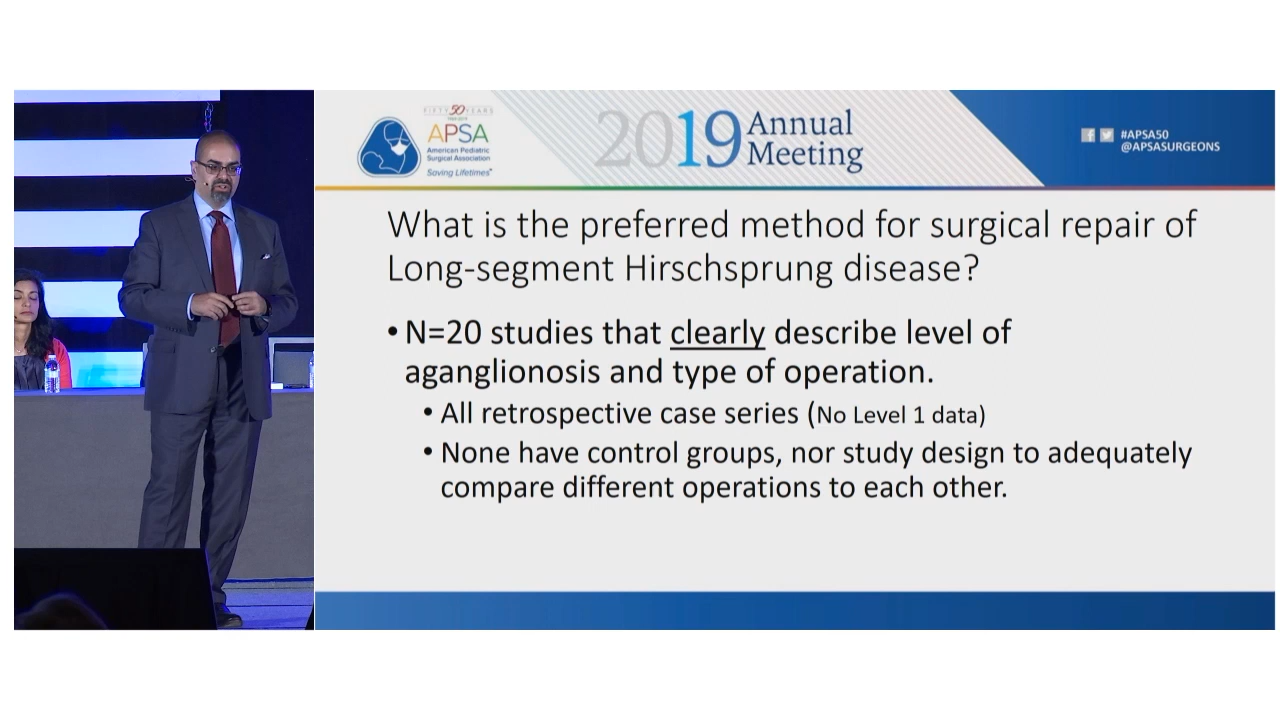 FIFTY 50 YEARS
APSA
American Pediatric
Surgical Association
Saving Lifetimes
2019 Annual
Meeting
#APSA50
@APSASURGEONS
What is the preferred method for surgical repair of
Long-segment Hirschsprung disease?
• N=20 studies that clearly describe level of
aganglionosis and type of operation.
• All retrospective case series (No Level 1 data)
• None have control groups, nor study design to adequately
compare different operations to each other.